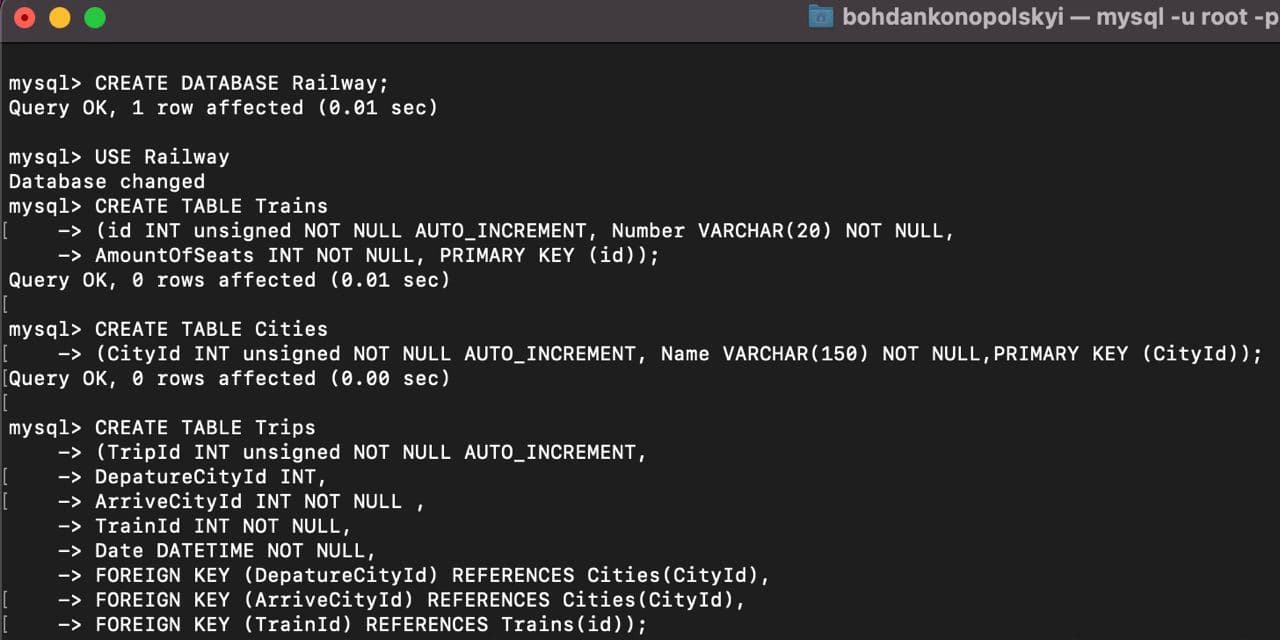 bohdankonopolskyi — mysql -u root -p
mysql> CREATE DATABASE Railway;
Query OK, 1 row affected (0.01 sec)
mysql> USE Railway
Database changed
mysql> CREATE TABLE Trains
[    -> (id INT unsigned NOT NULL AUTO_INCREMENT, Number VARCHAR(20) NOT NULL,
    -> AmountOfSeats INT NOT NULL, PRIMARY KEY (id));
Query OK, 0 rows affected (0.01 sec)
[
mysql> CREATE TABLE Cities
[    -> (CityId INT unsigned NOT NULL AUTO_INCREMENT, Name VARCHAR(150) NOT NULL,PRIMARY KEY (CityId));
[Query OK, 0 rows affected (0.00 sec)
[
mysql> CREATE TABLE Trips
    -> (TripId INT unsigned NOT NULL AUTO_INCREMENT,
[    -> DepatureCityId INT,
[    -> ArriveCityId INT NOT NULL ,
    -> TrainId INT NOT NULL,
    -> Date DATETIME NOT NULL,
    -> FOREIGN KEY (DepatureCityId) REFERENCES Cities(CityId),
[    -> FOREIGN KEY (ArriveCityId) REFERENCES Cities(CityId),
[    -> FOREIGN KEY (TrainId) REFERENCES Trains(id));